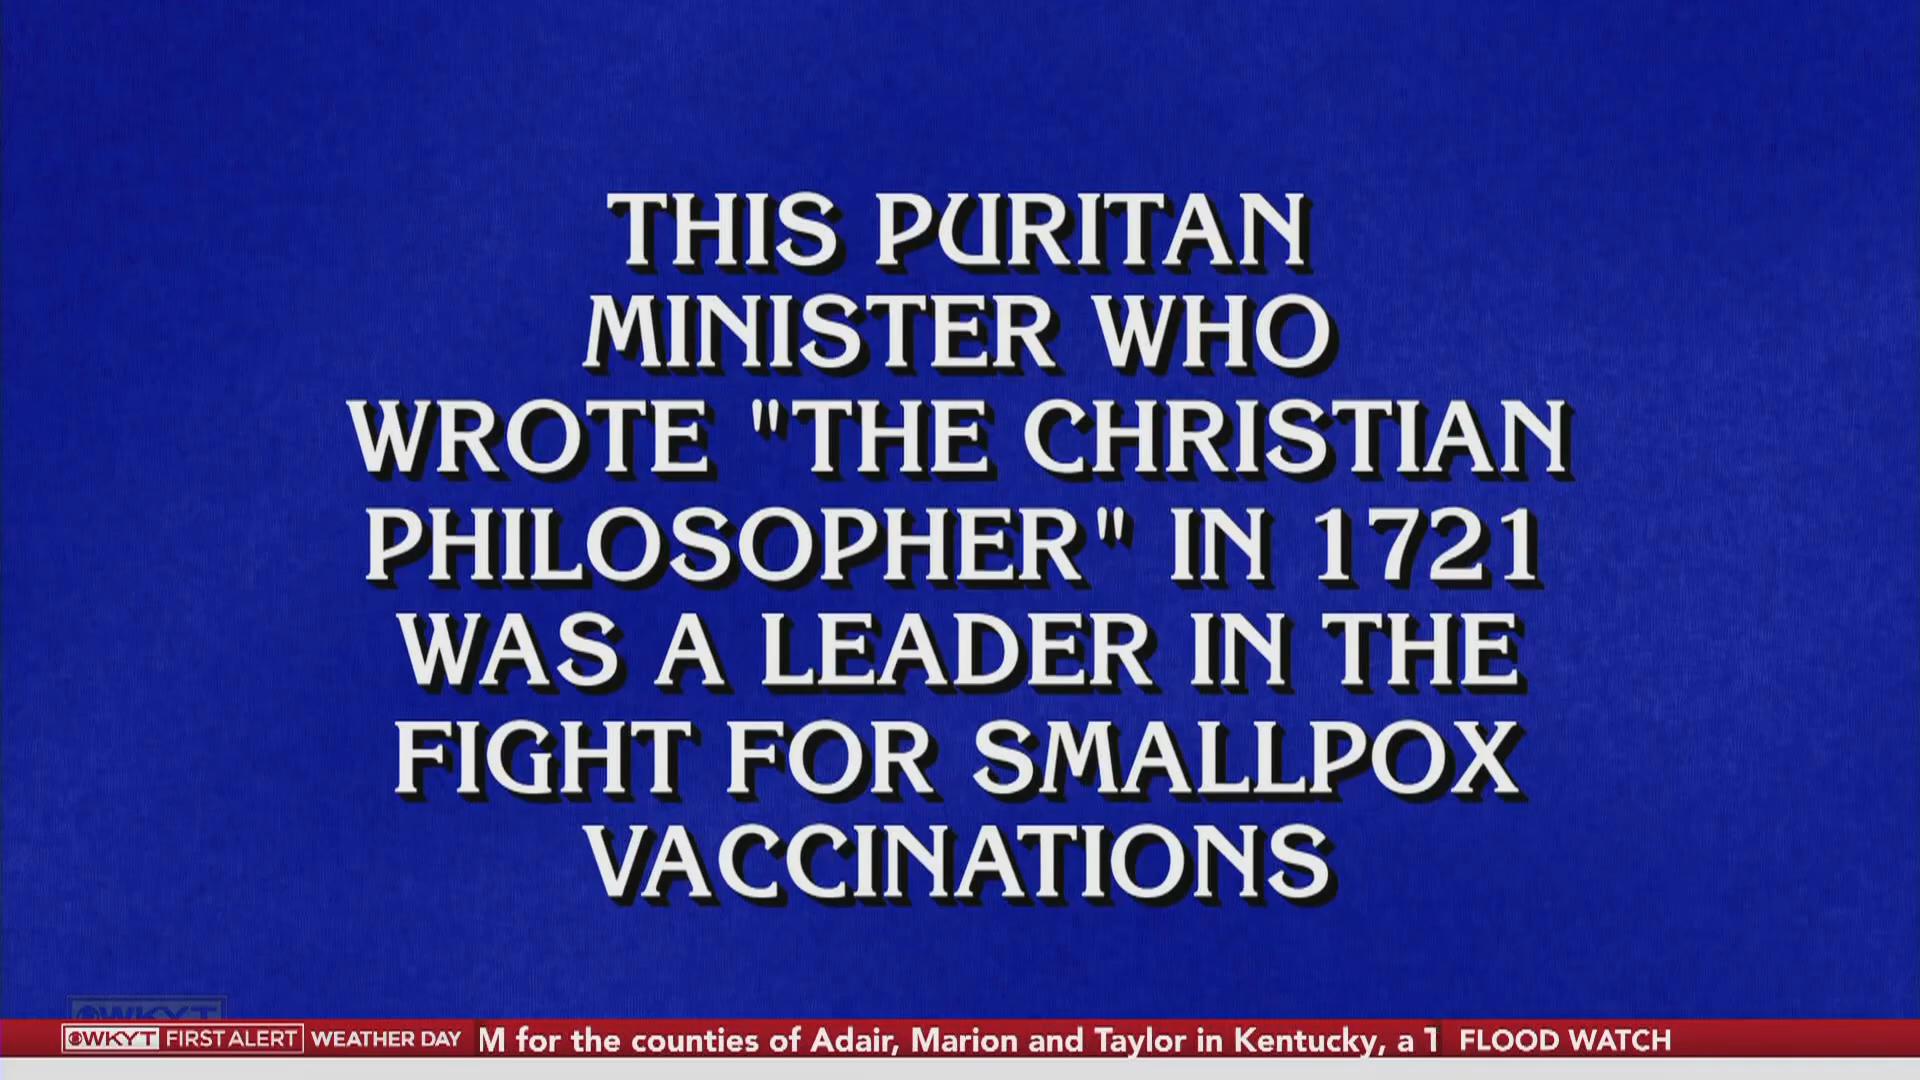 THIS PURITAN
MINISTER WHO
WROTE "THE CHRISTIAN
PHILOSOPHER" IN 1721
WAS A LEADER IN THE
FIGHT FOR SMALLPOX
VACCINATIONS
WKYT
WKYT FIRST ALERT WEATHER DAY M for the counties of Adair, Marion and Taylor in Kentucky, a T FLOOD WATCH